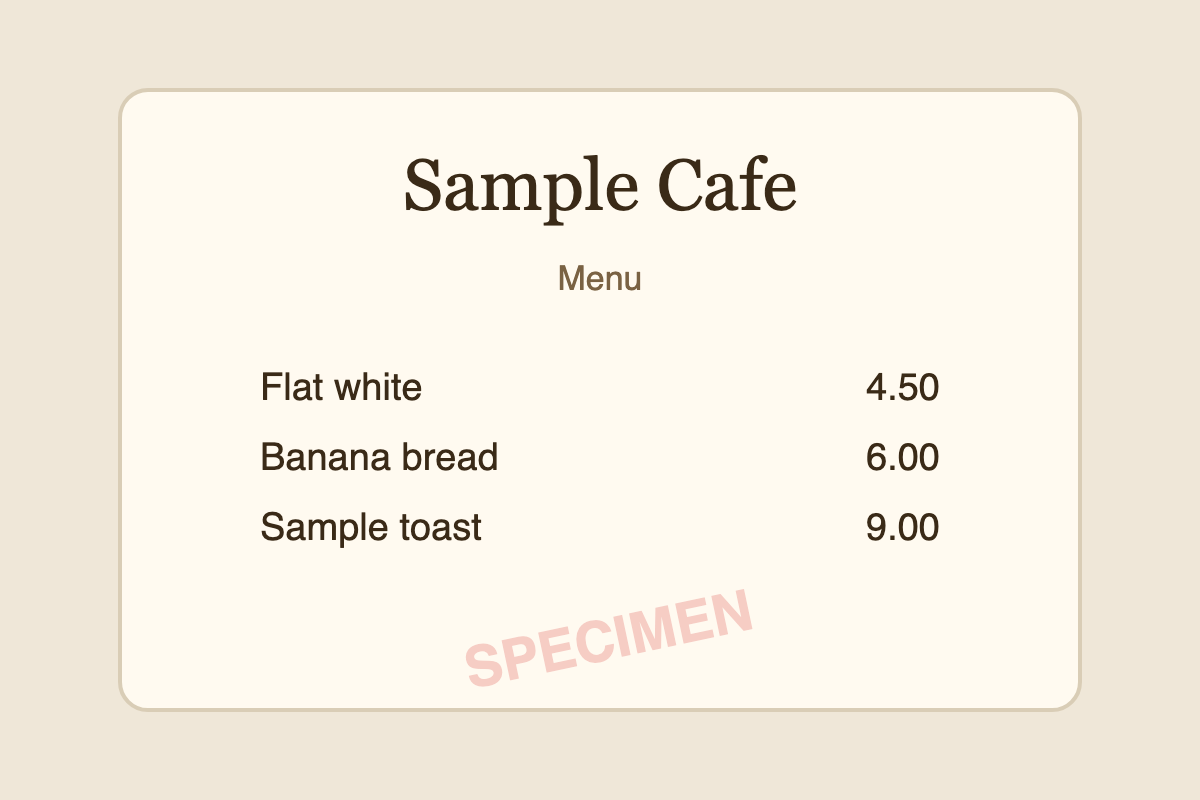 Sample Cafe
Menu
Flat white 4.50
Banana bread 6.00
Sample toast 9.00
SPECIMEN